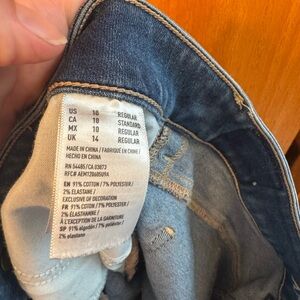 US 10 REGULAR
CA 10 STANDARD
MX 10 REGULAR
UK 14 REGULAR
MADE IN CHINA / FABRIQUÉ EN CHINE /
HECHO EN CHINA
RN 54485/CA 03073
EN 91% COTTON / 7% POLYESTER /
2% ELASTANE /
EXCLUSIVE OF DECORATION
FR 91% COTTON / 7% POLYESTER /
2% ÉLASTHANNE /
À L'EXCEPTION DE LA GARNITURE
SP 91% algodón / 7% poliéster /
2% elastano